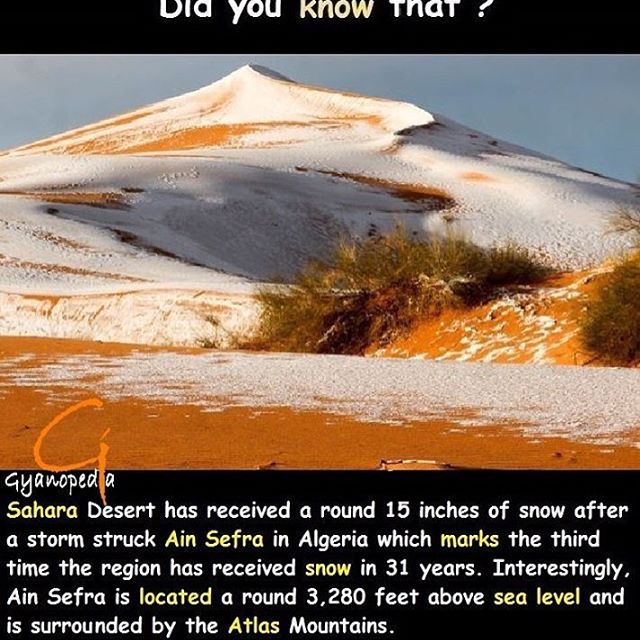 Did you know that ?
Gyanopedia
Sahara Desert has received a round 15 inches of snow after
a storm struck Ain Sefra in Algeria which marks the third
time the region has received snow in 31 years. Interestingly,
Ain Sefra is located a round 3,280 feet above sea level and
is surrounded by the Atlas Mountains.